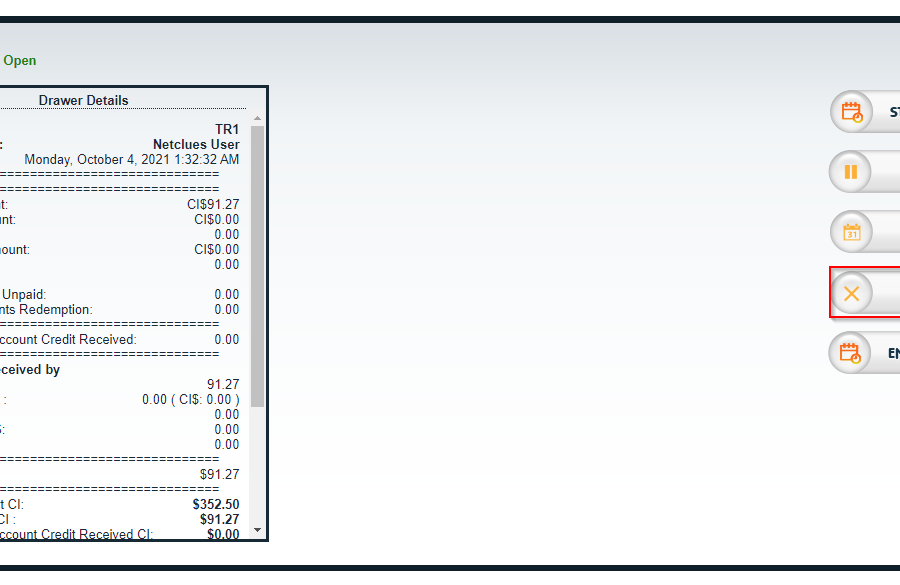 Open
Drawer Details
TR1
: Netclues User
Monday, October 4, 2021 1:32:32 AM
=============================
=============================
t: CI$91.27
nt: CI$0.00
0.00
ount: CI$0.00
0.00
Unpaid: 0.00
nts Redemption: 0.00
=============================
ccount Credit Received: 0.00
=============================
ceived by
91.27
: 0.00 ( CI$: 0.00 )
0.00
: 0.00
0.00
=============================
$91.27
=============================
t CI: $352.50
CI : $91.27
ccount Credit Received CI: $0.00
ST
31
EN